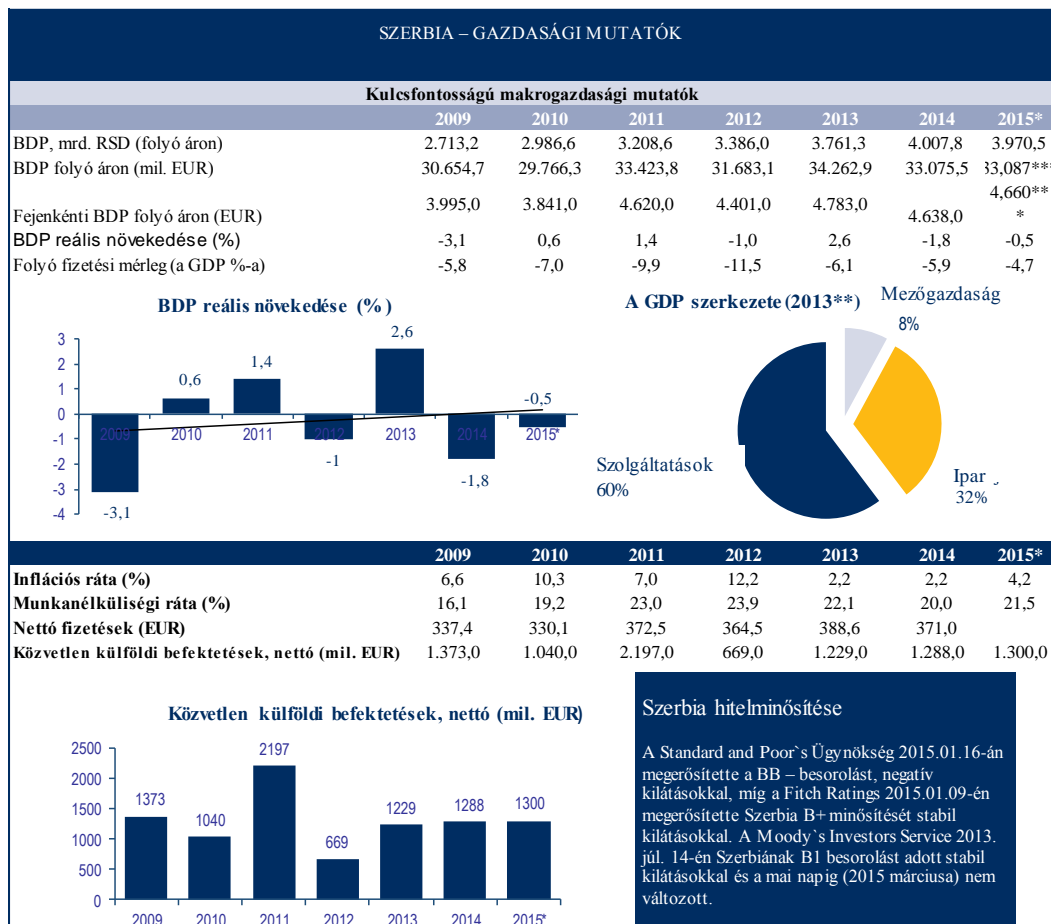 SZERBIA – GAZDASÁGI MUTATÓK
Kulcsfontosságú makrogazdasági mutatók
2009 2010 2011 2012 2013 2014 2015*
BDP, mrd. RSD (folyó áron) 2.713,2 2.986,6 3.208,6 3.386,0 3.761,3 4.007,8 3.970,5
BDP folyó áron (mil. EUR) 30.654,7 29.766,3 33.423,8 31.683,1 34.262,9 33.075,5 33,087***
Fejenkénti BDP folyó áron (EUR) 3.995,0 3.841,0 4.620,0 4.401,0 4.783,0 4.638,0 4,660***
BDP reális növekedése (%) -3,1 0,6 1,4 -1,0 2,6 -1,8 -0,5
Folyó fizetési mérleg (a GDP %-a) -5,8 -7,0 -9,9 -11,5 -6,1 -5,9 -4,7
BDP reális növekedése (%)
3
2
1
0
-1
-2
-3
-4
-3,1
0,6
1,4
-1
2,6
-1,8
-0,5
2009 2010 2011 2012 2013 2014 2015*
A GDP szerkezete (2013**)
Mezőgazdaság
8%
Ipar
32%
Szolgáltatások
60%
2009 2010 2011 2012 2013 2014 2015*
Inflációs ráta (%) 6,6 10,3 7,0 12,2 2,2 2,2 4,2
Munkanélküliségi ráta (%) 16,1 19,2 23,0 23,9 22,1 20,0 21,5
Nettó fizetések (EUR) 337,4 330,1 372,5 364,5 388,6 371,0
Közvetlen külföldi befektetések, nettó (mil. EUR) 1.373,0 1.040,0 2.197,0 669,0 1.229,0 1.288,0 1.300,0
Közvetlen külföldi befektetések, nettó (mil. EUR)
2500
2000
1500
1000
500
0
1373
1040
2197
669
1229
1288
1300
2009 2010 2011 2012 2013 2014 2015*
Szerbia hitelminősítése
A Standard and Poor`s Ügynökség 2015.01.16-án
megerősítette a BB – besorolást, negatív
kilátásokkal, míg a Fitch Ratings 2015.01.09-én
megerősítette Szerbia B+ minősítését stabil
kilátásokkal. A Moody`s Investors Service 2013.
júl. 14-én Szerbiának B1 besorolást adott stabil
kilátásokkal és a mai napig (2015 márciusa) nem
változott.